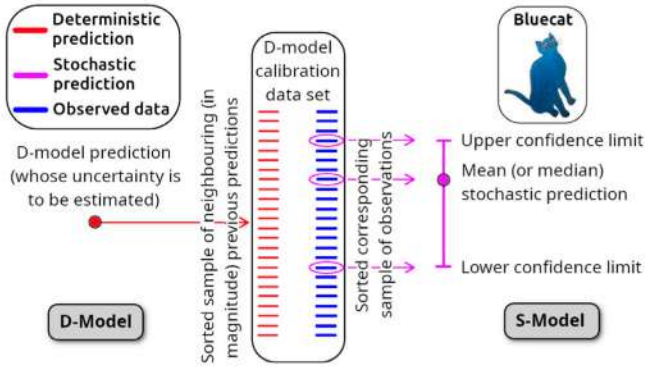 Deterministic
prediction
Stochastic
prediction
Observed data
D-model prediction
(whose uncertainty is
to be estimated)
D-Model
Sorted sample of neighbouring (in
magnitude) previous predictions
D-model
calibration
data set
Sorted corresponding
sample of observations
Bluecat
Upper confidence limit
Mean (or median)
stochastic prediction
Lower confidence limit
S-Model